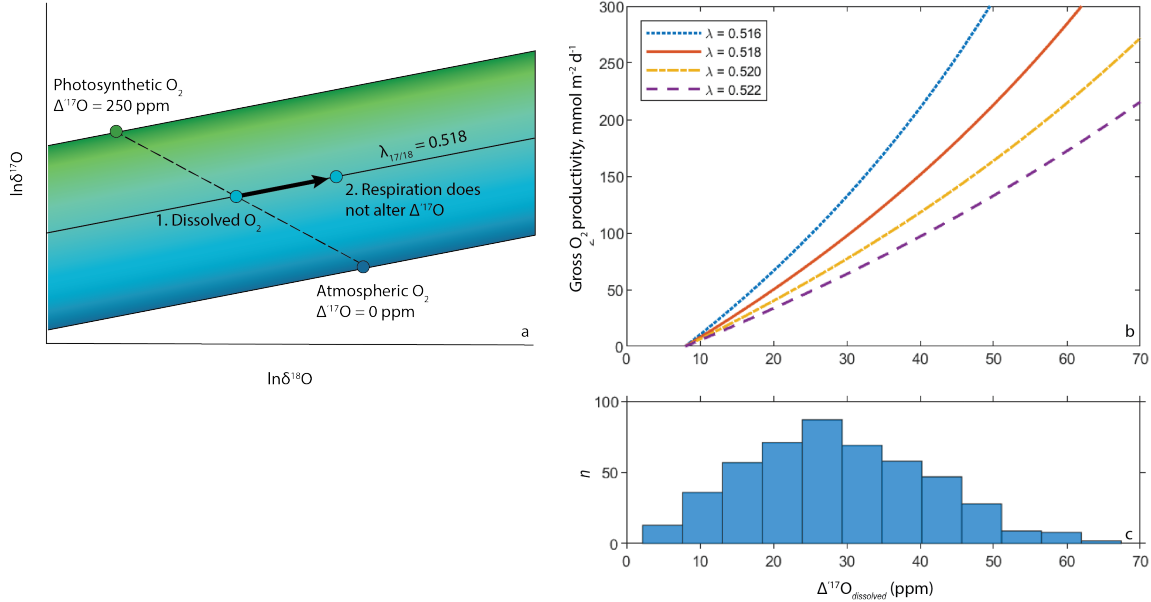 Photosynthetic O₂
Δ′¹⁷O = 250 ppm
λ₁₇/₁₈ = 0.518
2. Respiration does
not alter Δ′¹⁷O
1. Dissolved O₂
Atmospheric O₂
Δ′¹⁷O = 0 ppm
a
lnδ¹⁷O
lnδ¹⁸O
λ = 0.516
λ = 0.518
λ = 0.520
λ = 0.522
300
250
200
150
100
50
0
Gross O₂ productivity, mmol m⁻² d⁻¹
b
0 10 20 30 40 50 60 70
100
50
0
n
c
0 10 20 30 40 50 60 70
Δ′¹⁷O dissolved (ppm)